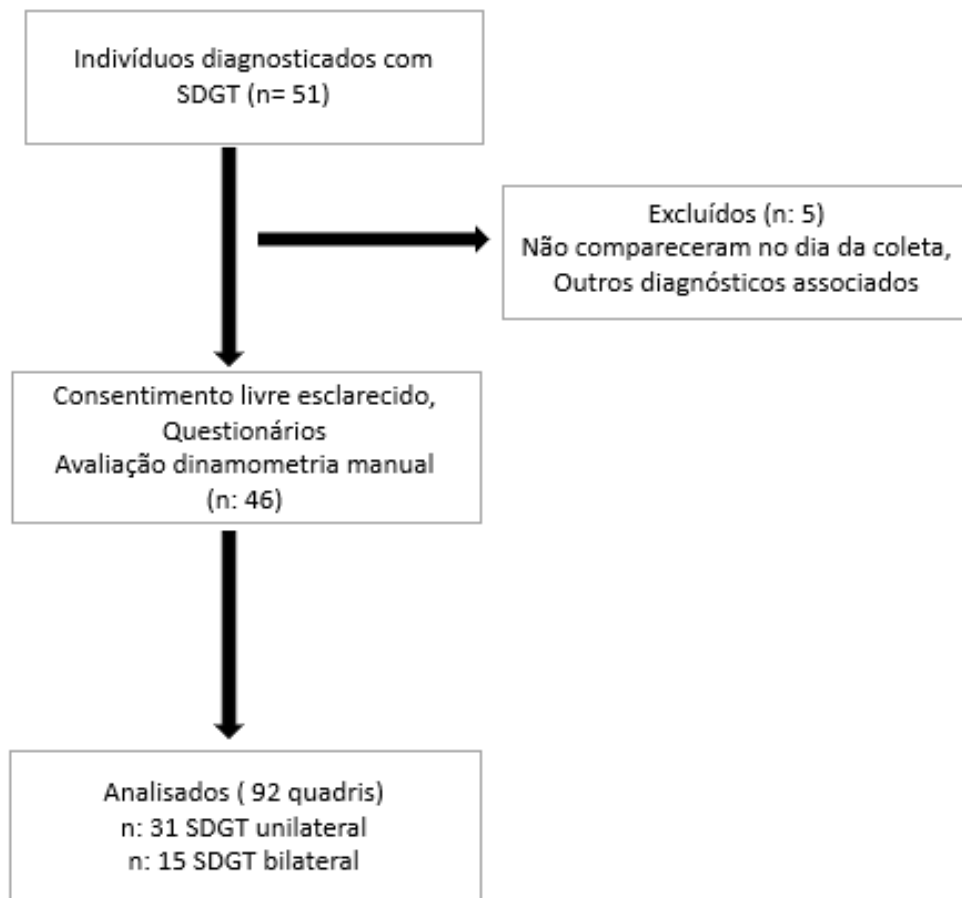 Indivíduos diagnosticados com
SDGT (n= 51)
Excluídos (n: 5)
Não compareceram no dia da coleta,
Outros diagnósticos associados
Consentimento livre esclarecido,
Questionários
Avaliação dinamometria manual
(n: 46)
Analisados ( 92 quadris)
n: 31 SDGT unilateral
n: 15 SDGT bilateral